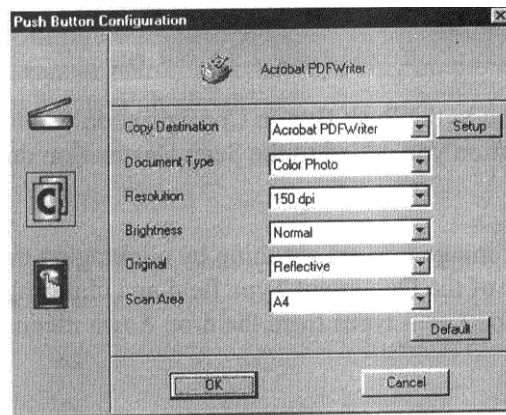 Push Button Configuration
Acrobat PDFWriter
Copy Destination Acrobat PDFWriter Setup
Document Type Color Photo
Resolution 150 dpi
Brightness Normal
Original Reflective
Scan Area A4
Default
OK Cancel